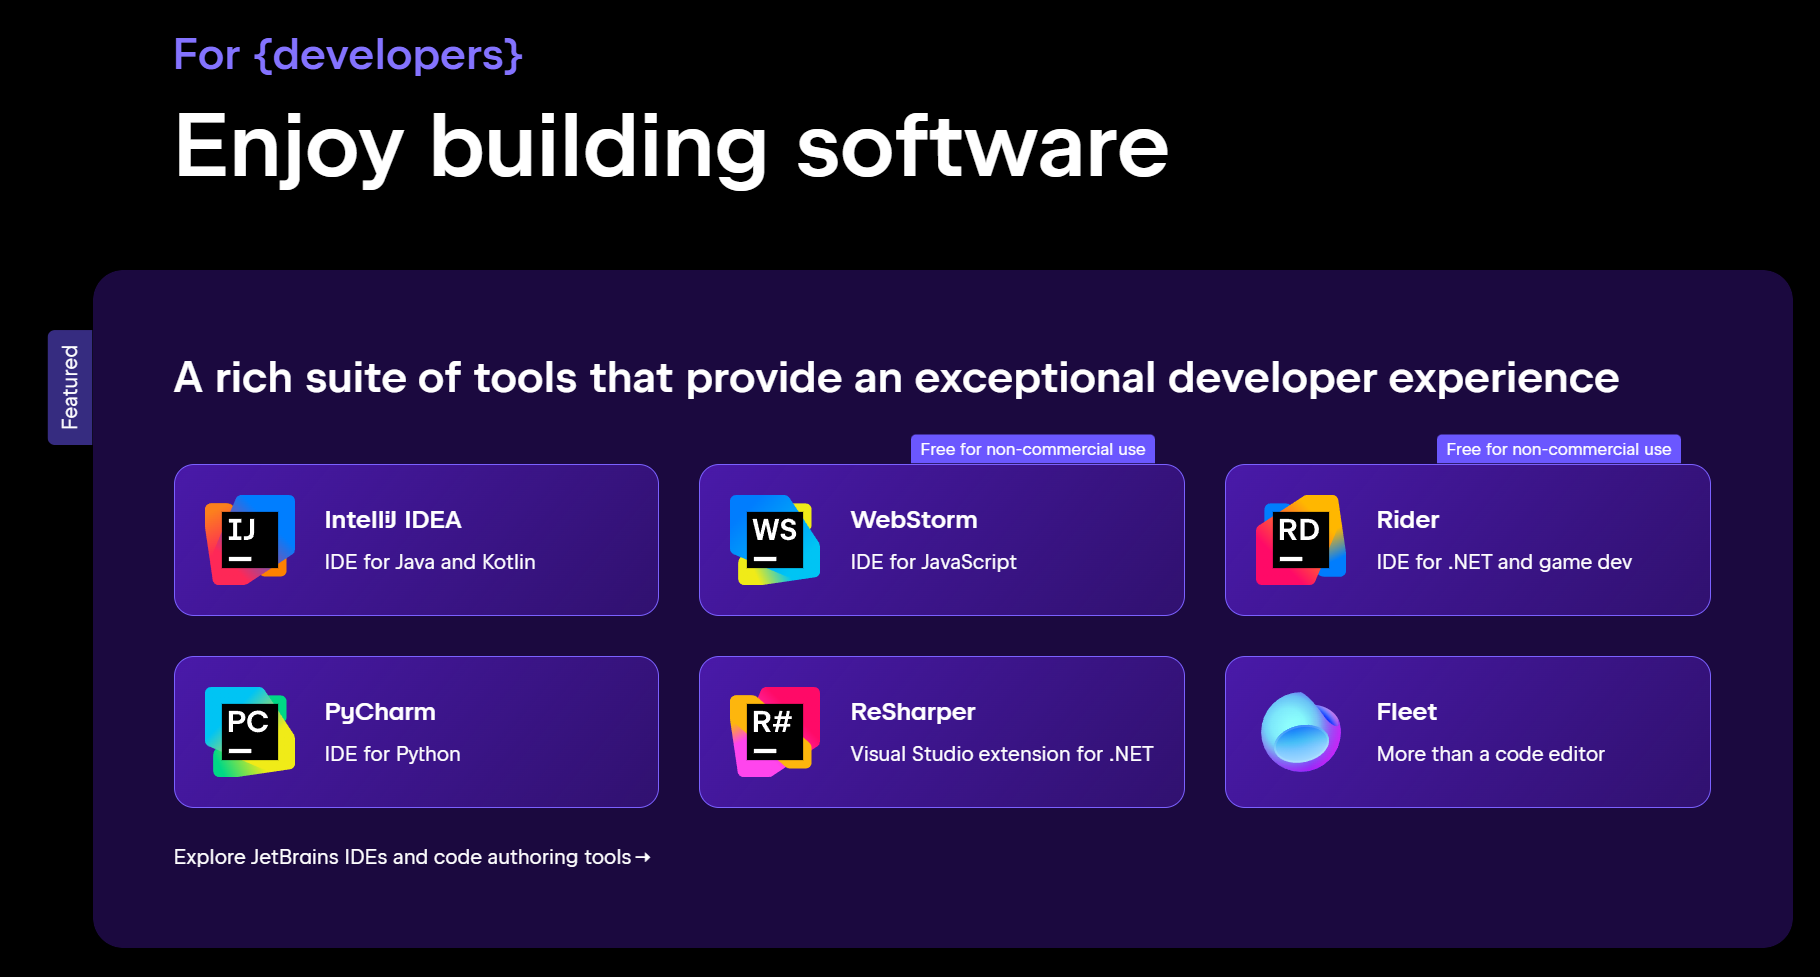 For {developers}
Enjoy building software
Featured
A rich suite of tools that provide an exceptional developer experience
IJ
IntelliJ IDEA
IDE for Java and Kotlin
Free for non-commercial use
WS
WebStorm
IDE for JavaScript
Free for non-commercial use
RD
Rider
IDE for .NET and game dev
PC
PyCharm
IDE for Python
R#
ReSharper
Visual Studio extension for .NET
Fleet
More than a code editor
Explore JetBrains IDEs and code authoring tools→